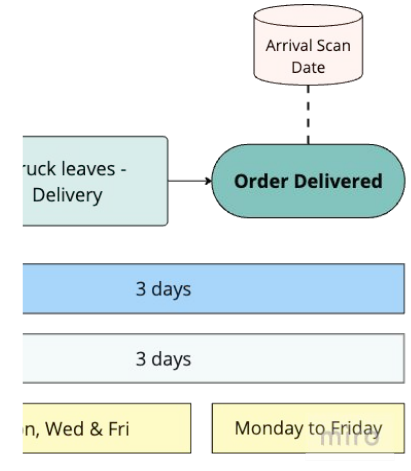 Arrival Scan
Date
ruck leaves -
Delivery
Order Delivered
3 days
3 days
n, Wed & Fri
Monday to Friday
miro